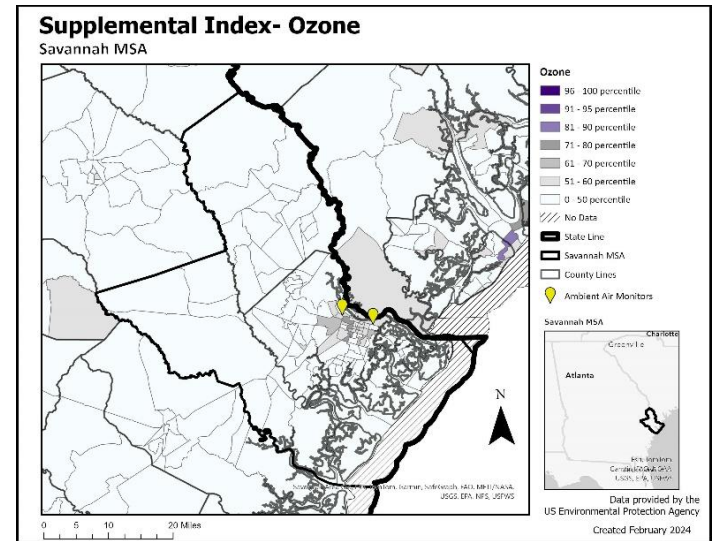 Supplemental Index- Ozone
Savannah MSA
Ozone
96 - 100 percentile
91 - 95 percentile
81 - 90 percentile
71 - 80 percentile
61 - 70 percentile
51 - 60 percentile
0 - 50 percentile
No Data
State Line
Savannah MSA
County Lines
Ambient Air Monitors
Savannah MSA
Charlotte
Greenville
Atlanta
N
USGS, EPA, NPS, USFWS
Data provided by the
US Environmental Protection Agency
Created February 2024
0 5 10 20 Miles